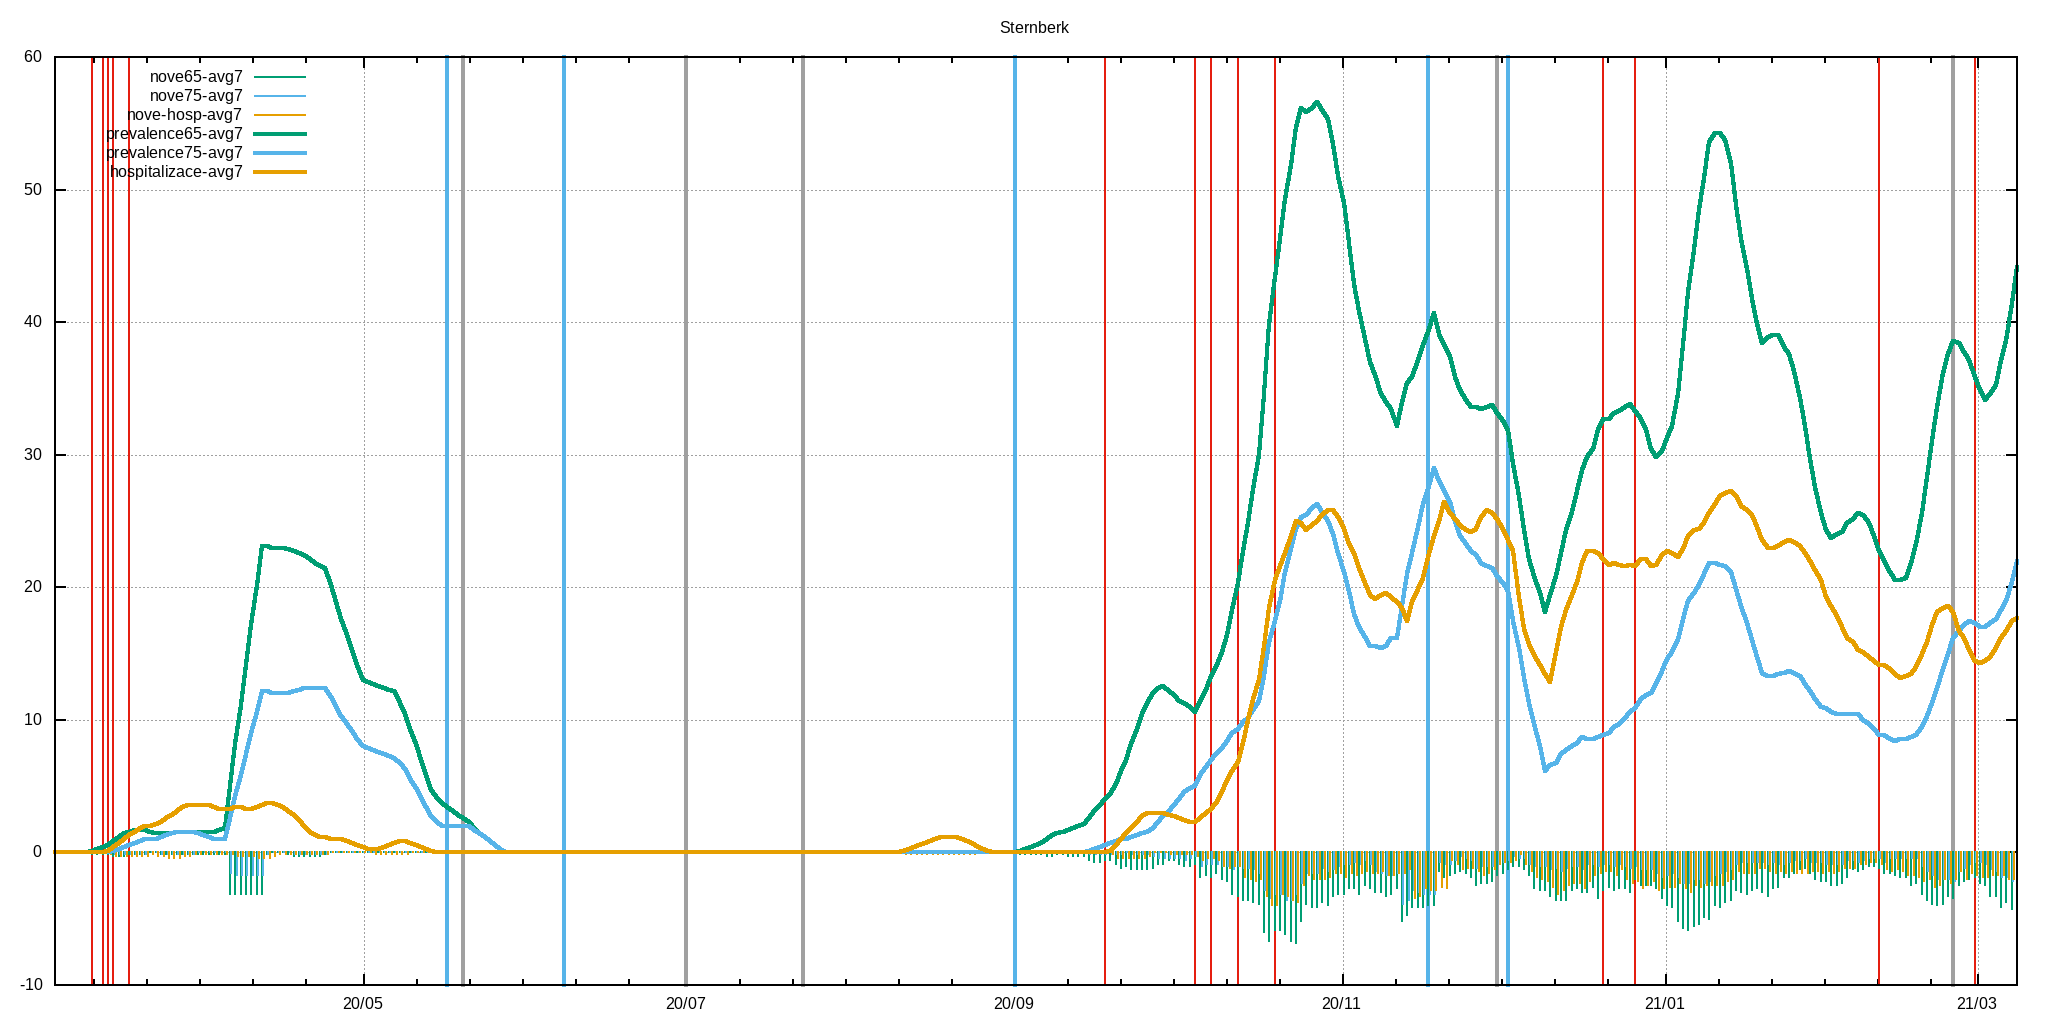 Sternberk
60
50
40
30
20
10
0
-10
nove65-avg7
nove75-avg7
nove-hosp-avg7
prevalence65-avg7
prevalence75-avg7
hospitalizace-avg7
20/05
20/07
20/09
20/11
21/01
21/03